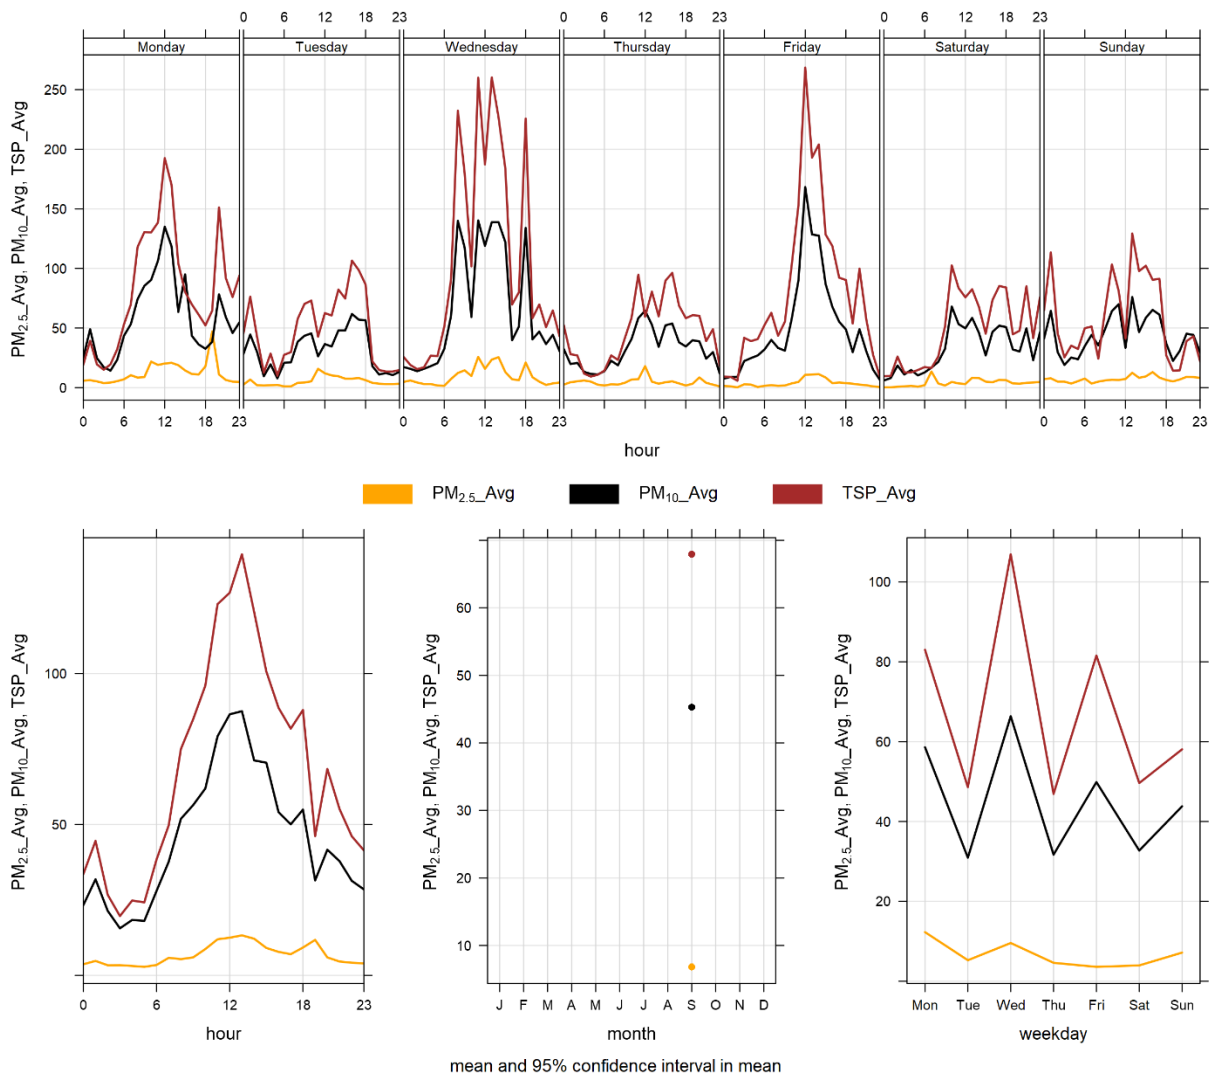 0 6 12 18 23 0 6 12 18 23 0 6 12 18 23
Monday Tuesday Wednesday Thursday Friday Saturday Sunday
PM2.5_Avg, PM10_Avg, TSP_Avg
250
200
150
100
50
0
0 6 12 18 23 0 6 12 18 23 0 6 12 18 23 0 6 12 18 23
hour
PM2.5_Avg PM10_Avg TSP_Avg
PM2.5_Avg, PM10_Avg, TSP_Avg
100
50
0 6 12 18 23
hour
PM2.5_Avg, PM10_Avg, TSP_Avg
60
50
40
30
20
10
J F M A M J J A S O N D
month
PM2.5_Avg, PM10_Avg, TSP_Avg
100
80
60
40
20
Mon Tue Wed Thu Fri Sat Sun
weekday
mean and 95% confidence interval in mean